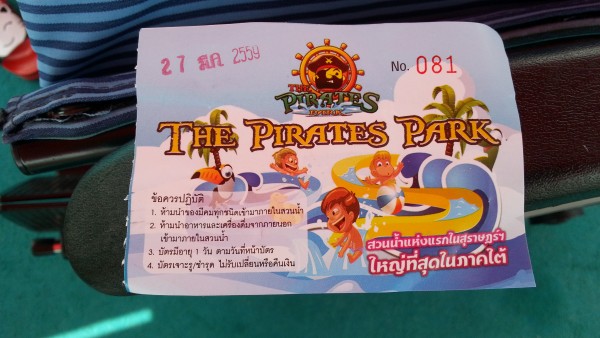 27 มี.ค. 2559
No. 081
THE
PIRATES
THE PIRATES PARK
ข้อควรปฏิบัติ
1. ห้ามนำของมีคมทุกชนิดเข้ามาภายในสวนน้ำ
2. ห้ามนำอาหารและเครื่องดื่มจากภายนอก
เข้ามาภายในสวนน้ำ
3. บัตรมีอายุ 1 วัน ตามวันที่หน้าบัตร
4. บัตรเจาะรู/ชำรุด ไม่รับเปลี่ยนหรือคืนเงิน
สวนน้ำแห่งแรกในสุราษฎร์ฯ
ใหญ่ที่สุดในภาคใต้